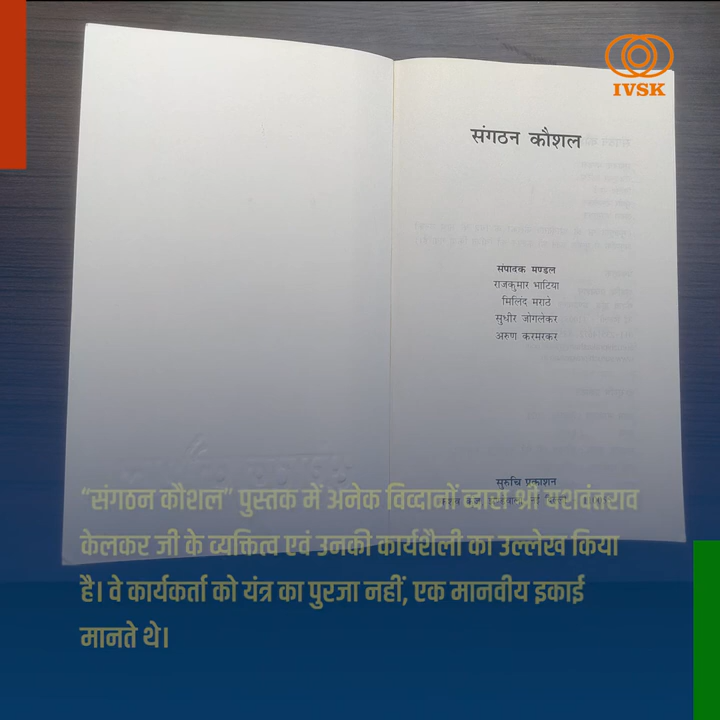 IVSK
संगठन कौशल
संपादक मण्डल
राजकुमार भाटिया
मिलिंद मराठे
सुधीर जोगलेकर
अरुण करमरकर
सुरुचि प्रकाशन
“संगठन कौशल” पुस्तक में अनेक विव्दानों व्दारा श्री यशवंतराव
केलकर जी के व्यक्तित्व एवं उनकी कार्यशैली का उल्लेख किया
है। वे कार्यकर्ता को यंत्र का पुरजा नहीं, एक मानवीय इकाई
मानते थे।